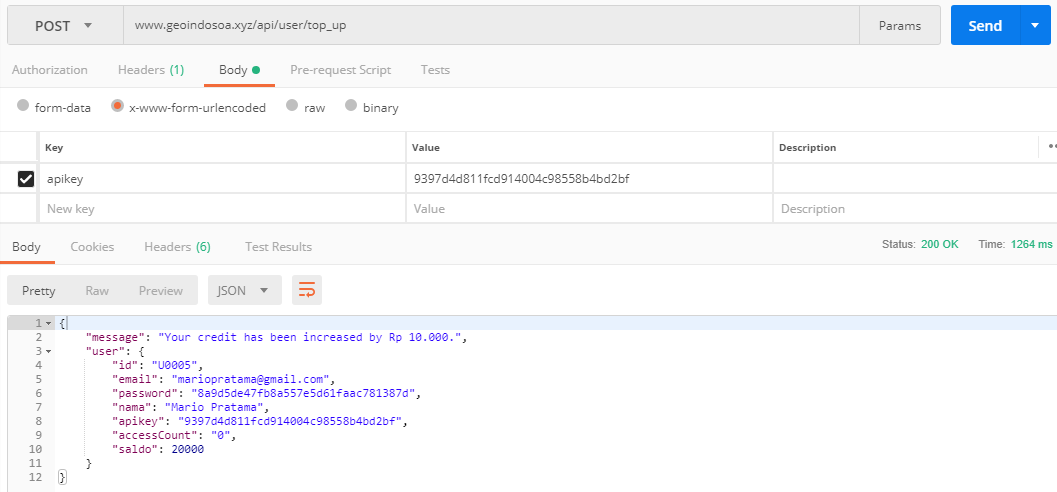 POST www.geoindosoa.xyz/api/user/top_up Params Send
Authorization Headers (1) Body Pre-request Script Tests
form-data x-www-form-urlencoded raw binary
Key Value Description
apikey 9397d4d811fcd914004c98558b4bd2bf
New key Value Description
Body Cookies Headers (6) Test Results Status: 200 OK Time: 1264 ms
Pretty Raw Preview JSON
1 {
2 "message": "Your credit has been increased by Rp 10.000.",
3 "user": {
4 "id": "U0005",
5 "email": "mariopratama@gmail.com",
6 "password": "8a9d5de47fb8a557e5d61faac781387d",
7 "nama": "Mario Pratama",
8 "apikey": "9397d4d811fcd914004c98558b4bd2bf",
9 "accessCount": "0",
10 "saldo": 20000
11 }
12 }